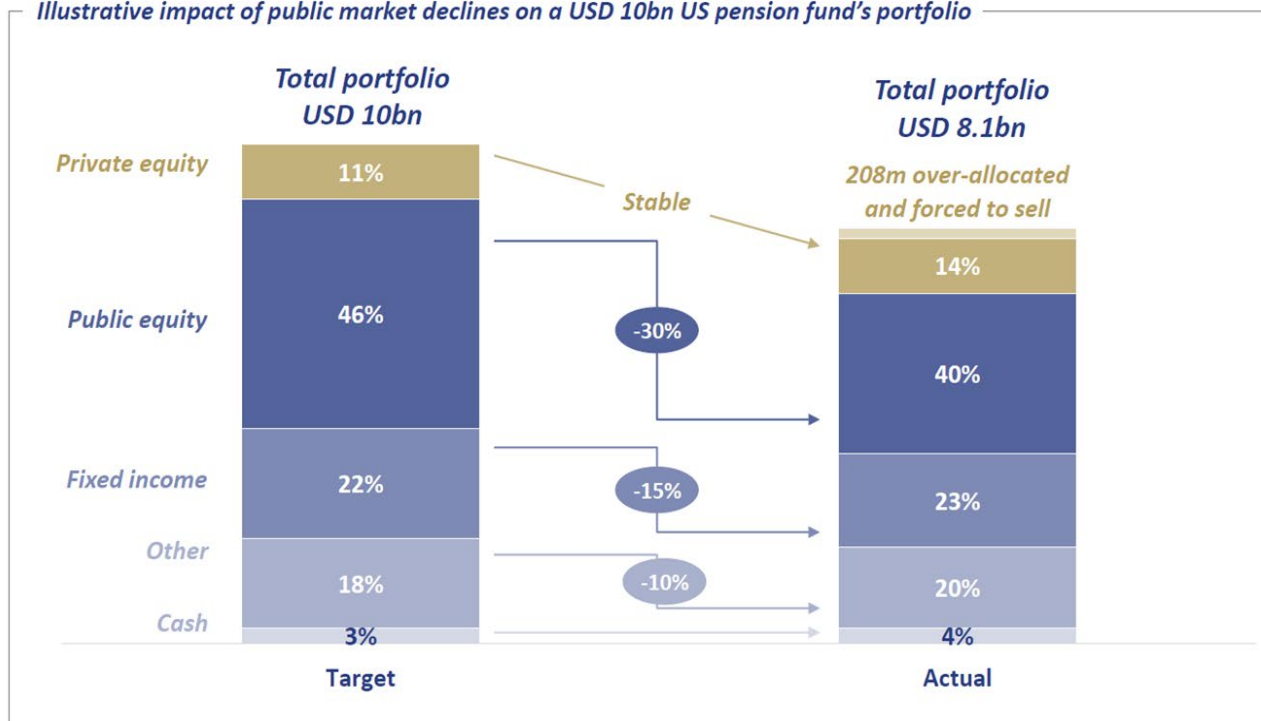 Illustrative impact of public market declines on a USD 10bn US pension fund's portfolio
Total portfolio
USD 10bn
Total portfolio
USD 8.1bn
208m over-allocated
and forced to sell
Private equity
11%
Stable
14%
Public equity
46%
-30%
40%
Fixed income
22%
-15%
23%
Other
18%
-10%
20%
Cash
3%
4%
Target
Actual